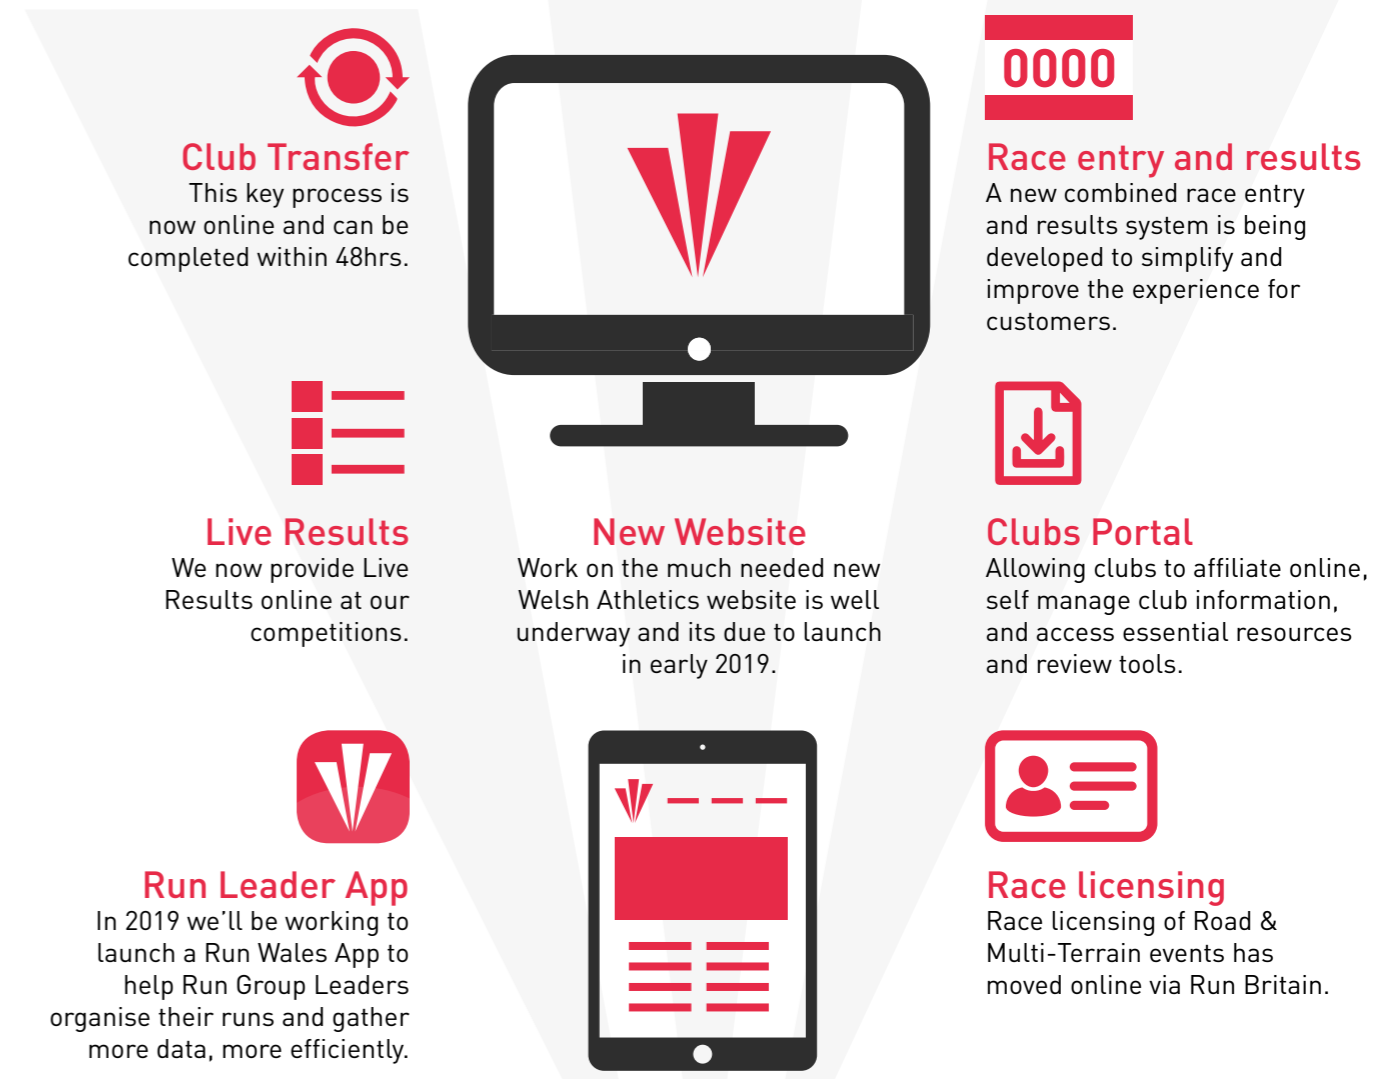 Club Transfer
This key process is
now online and can be
completed within 48hrs.
0000
Race entry and results
A new combined race entry
and results system is being
developed to simplify and
improve the experience for
customers.
Live Results
We now provide Live
Results online at our
competitions.
New Website
Work on the much needed new
Welsh Athletics website is well
underway and its due to launch
in early 2019.
Clubs Portal
Allowing clubs to affiliate online,
self manage club information,
and access essential resources
and review tools.
Run Leader App
In 2019 we'll be working to
launch a Run Wales App to
help Run Group Leaders
organise their runs and gather
more data, more efficiently.
Race licensing
Race licensing of Road &
Multi-Terrain events has
moved online via Run Britain.